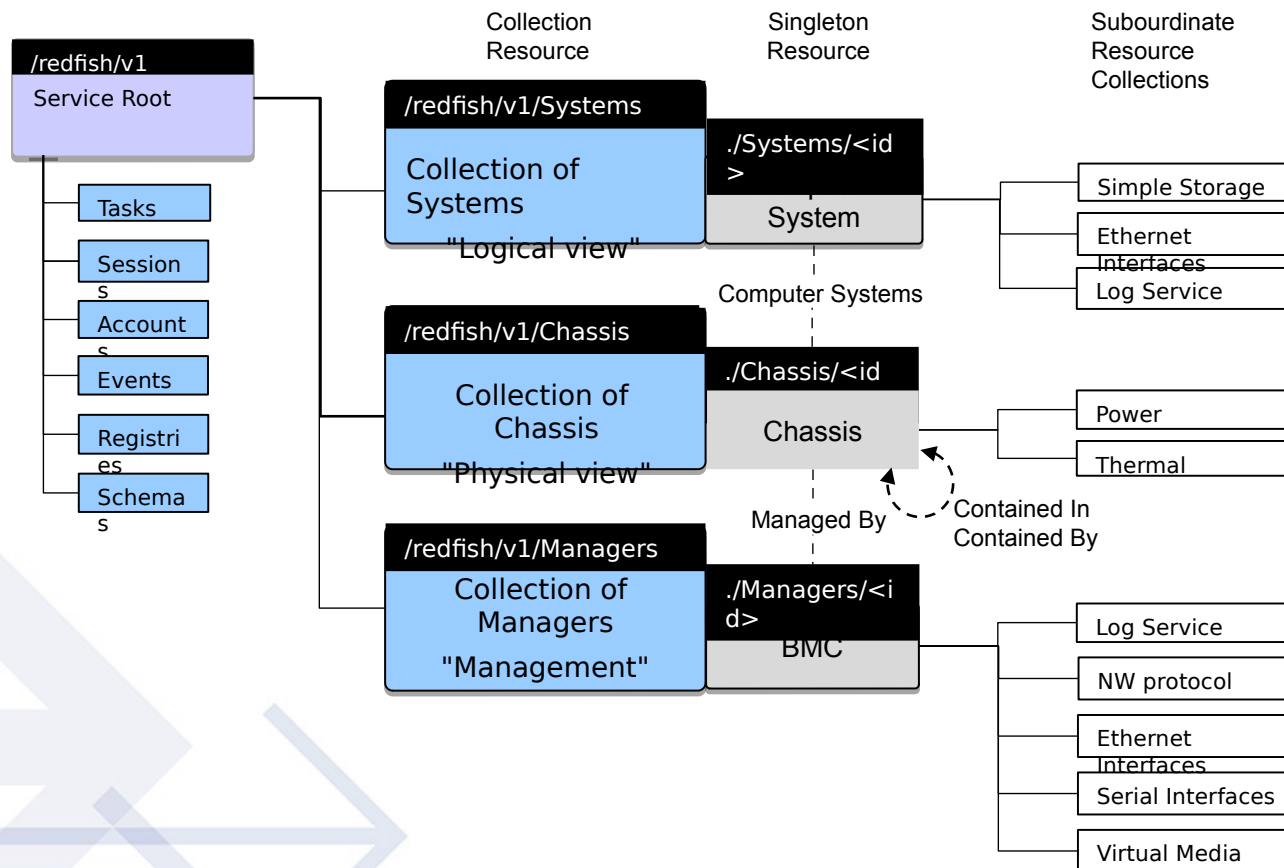 Collection
Resource
Singleton
Resource
Subourdinate
Resource
Collections
/redfish/v1
Service Root
Tasks
Session
s
Account
s
Events
Registri
es
Schema
s
/redfish/v1/Systems
Collection of
Systems
"Logical view"
./Systems/<id
>
System
Simple Storage
Ethernet
Interfaces
Log Service
Computer Systems
/redfish/v1/Chassis
Collection of
Chassis
"Physical view"
./Chassis/<id
Chassis
Power
Thermal
Contained In
Contained By
Managed By
/redfish/v1/Managers
Collection of
Managers
"Management"
./Managers/<i
d>
BMC
Log Service
NW protocol
Ethernet
Interfaces
Serial Interfaces
Virtual Media